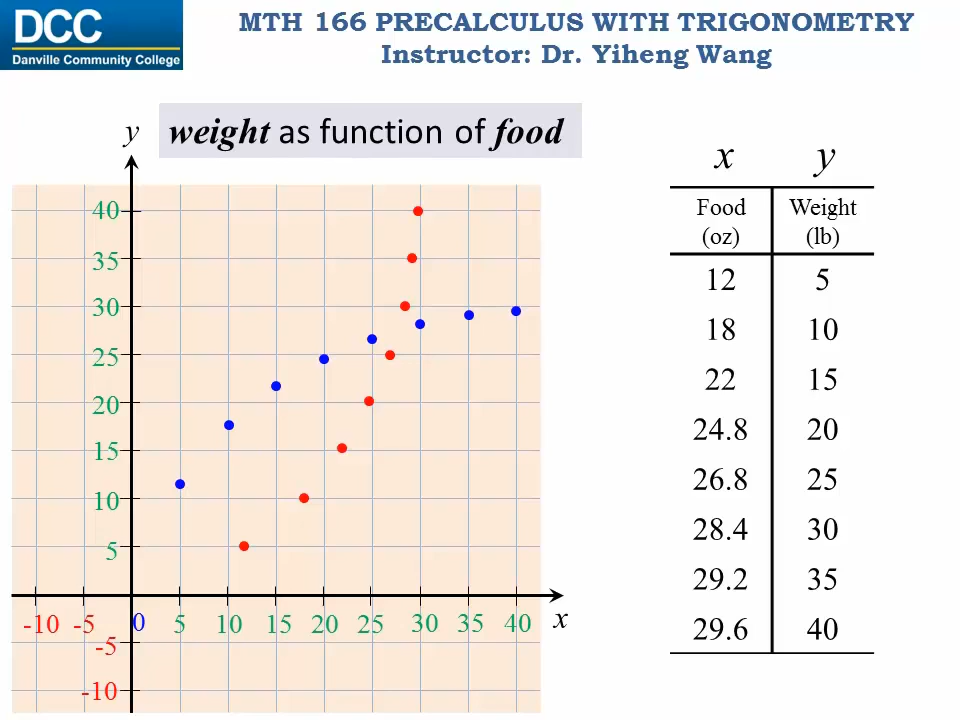 DCC
Danville Community College
MTH 166 PRECALCULUS WITH TRIGONOMETRY
Instructor: Dr. Yiheng Wang
weight as function of food
y
40
35
30
25
20
15
10
5
-10 -5 0 5 10 15 20 25 30 35 40 x
-5
-10
x y
Food (oz) Weight (lb)
12 5
18 10
22 15
24.8 20
26.8 25
28.4 30
29.2 35
29.6 40